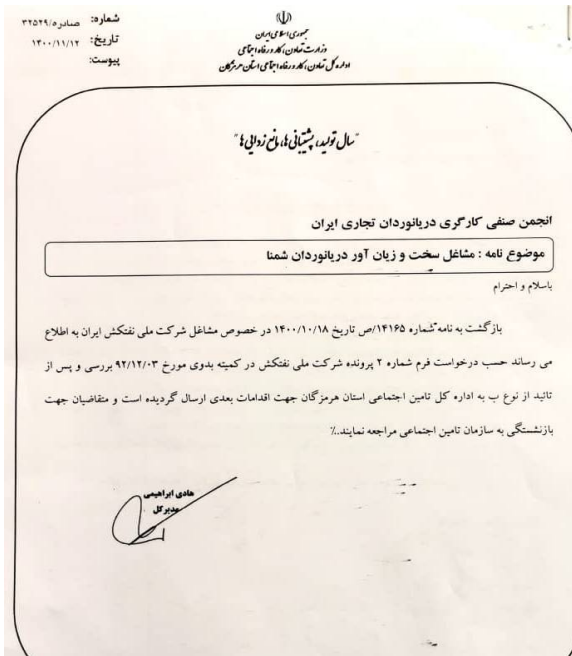 شماره: صادره/۳۲۵۲۹
تاریخ: ۱۴۰۰/۱۱/۱۲
پیوست:
جمهوری اسلامی ایران
وزارت تعاون، کار و رفاه اجتماعی
اداره کل تعاون، کار و رفاه اجتماعی استان هرمزگان
"سال تولید، پشتیبانی ها، مانع زدایی ها"
انجمن صنفی کارگری دریانوردان تجاری ایران
موضوع نامه : مشاغل سخت و زیان آور دریانوردان شمنا
باسلام و احترام
بازگشت به نامه شماره ۱۴۱۶۵/ص تاریخ ۱۴۰۰/۱۰/۱۸ در خصوص مشاغل شرکت ملی نفتکش ایران به اطلاع
می رساند حسب درخواست فرم شماره ۲ پرونده شرکت ملی نفتکش در کمیته بدوی مورخ ۹۲/۱۲/۰۳ بررسی و پس از
تائید از نوع ب به اداره کل تامین اجتماعی استان هرمزگان جهت اقدامات بعدی ارسال گردیده است و متقاضیان جهت
بازنشستگی به سازمان تامین اجتماعی مراجعه نمایند.٪
هادی ابراهیمی
مدیرکل